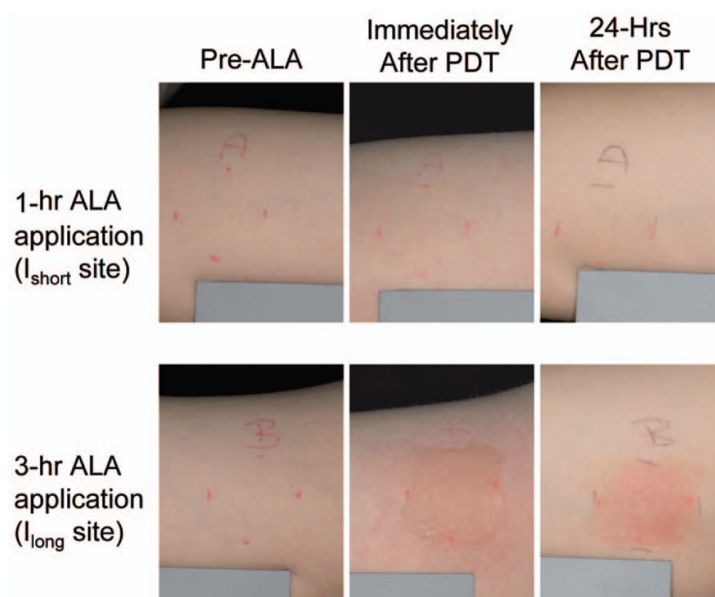 Pre-ALA
Immediately
After PDT
24-Hrs
After PDT
1-hr ALA
application
(Ishort site)
A
A
D
3-hr ALA
application
(Ilong site)
B
B
B